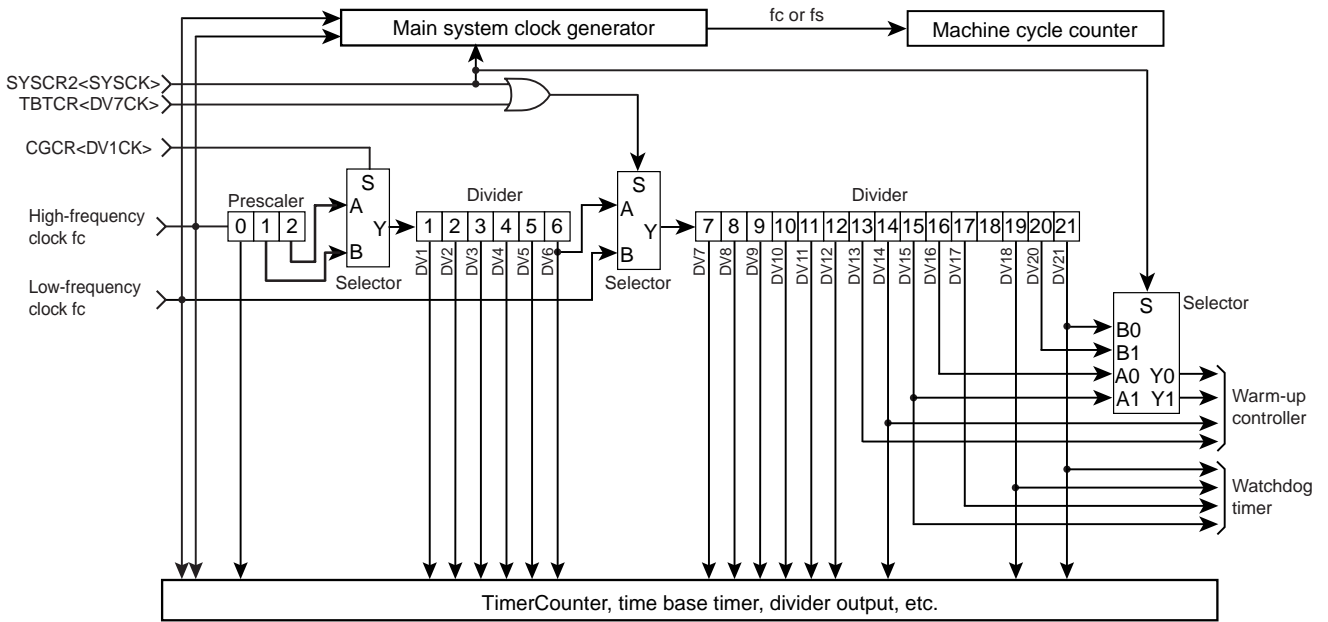 Main system clock generator
fc or fs
Machine cycle counter
SYSCR2<SYSCK>
TBTCR<DV7CK>
CGCR<DV1CK>
High-frequency
clock fc
Low-frequency
clock fc
Prescaler
0 1 2
S
A
B
Y
Selector
Divider
1 2 3 4 5 6
DV1 DV2 DV3 DV4 DV5 DV6
S
A
B
Y
Selector
Divider
7 8 9 10 11 12 13 14 15 16 17 18 19 20 21
DV7 DV8 DV9 DV10 DV11 DV12 DV13 DV14 DV15 DV16 DV17 DV18 DV20 DV21
S
Selector
B0
B1
A0 Y0
A1 Y1
Warm-up
controller
Watchdog
timer
TimerCounter, time base timer, divider output, etc.